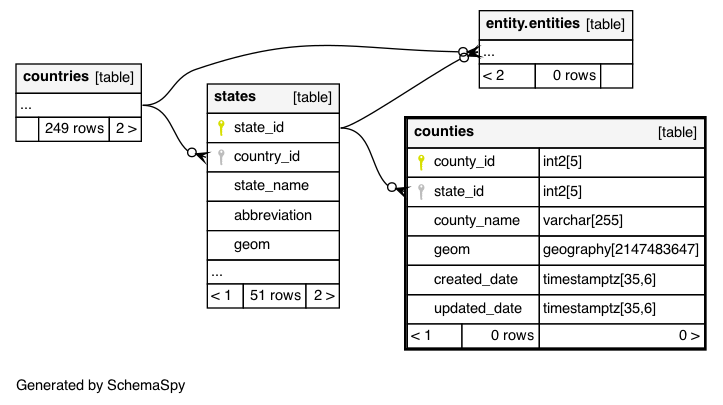 entity.entities [table]
...
< 2 0 rows
countries [table]
...
249 rows 2 >
states [table]
state_id
country_id
state_name
abbreviation
geom
...
< 1 51 rows 2 >
counties [table]
county_id int2[5]
state_id int2[5]
county_name varchar[255]
geom geography[2147483647]
created_date timestamptz[35,6]
updated_date timestamptz[35,6]
< 1 0 rows 0 >
Generated by SchemaSpy